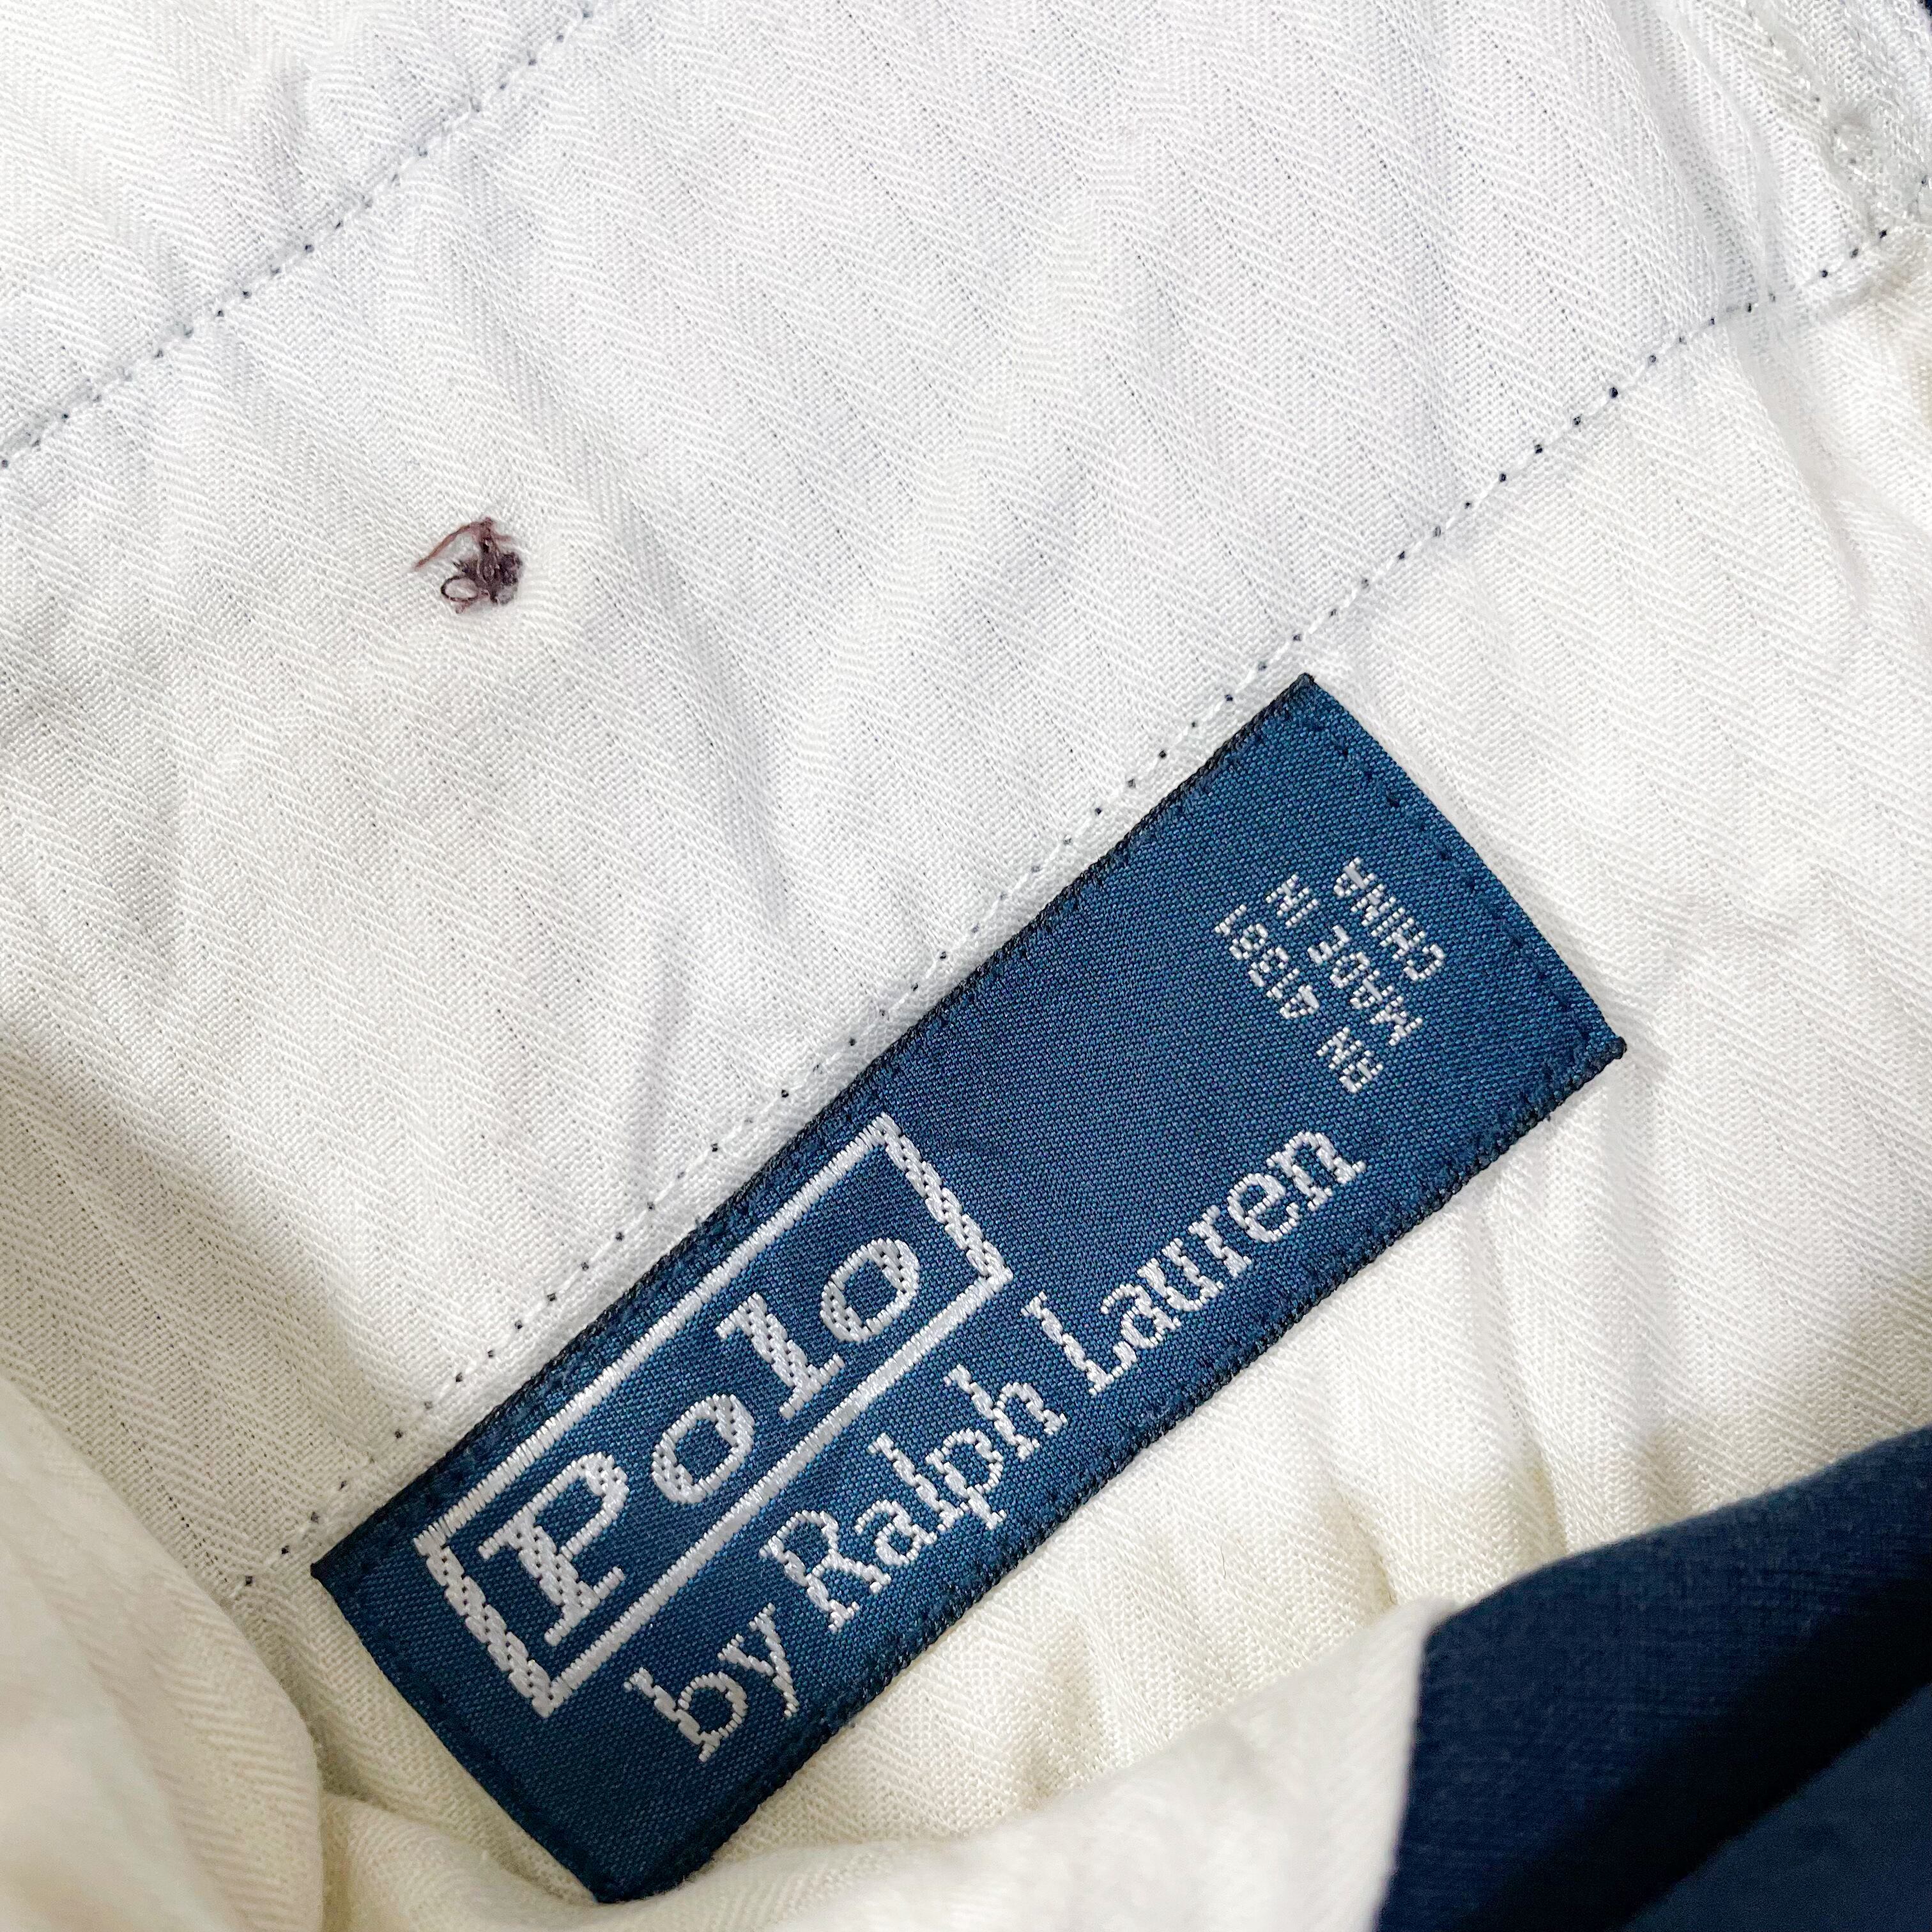 Polo
by Ralph Lauren
RN 41381
MADE IN
CHINA